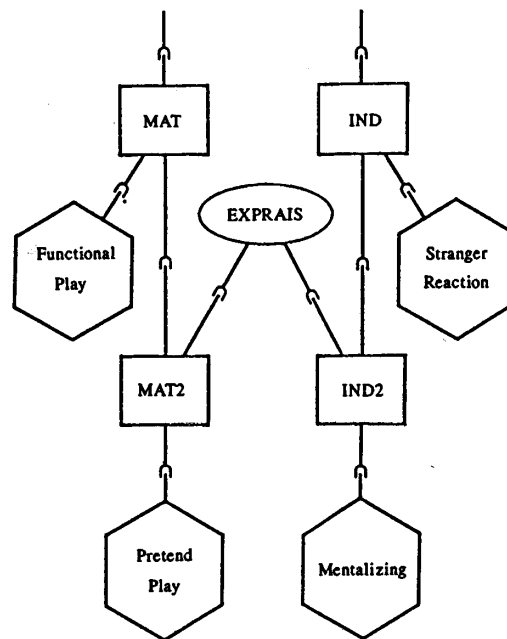 MAT
IND
EXPRAIS
Functional
Play
Stranger
Reaction
MAT2
IND2
Pretend
Play
Mentalizing